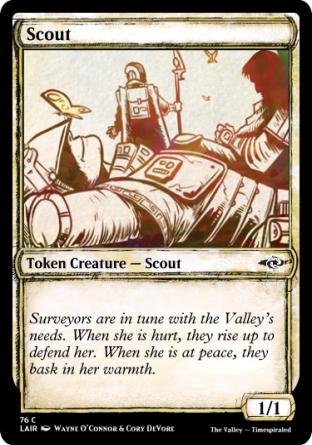 Scout
Token Creature — Scout
Surveyors are in tune with the Valley's
needs. When she is hurt, they rise up to
defend her. When she is at peace, they
bask in her warmth.
1/1
76 C
LAIR Wayne O'Connor & Cory DeVore
The Valley — Timespiraled